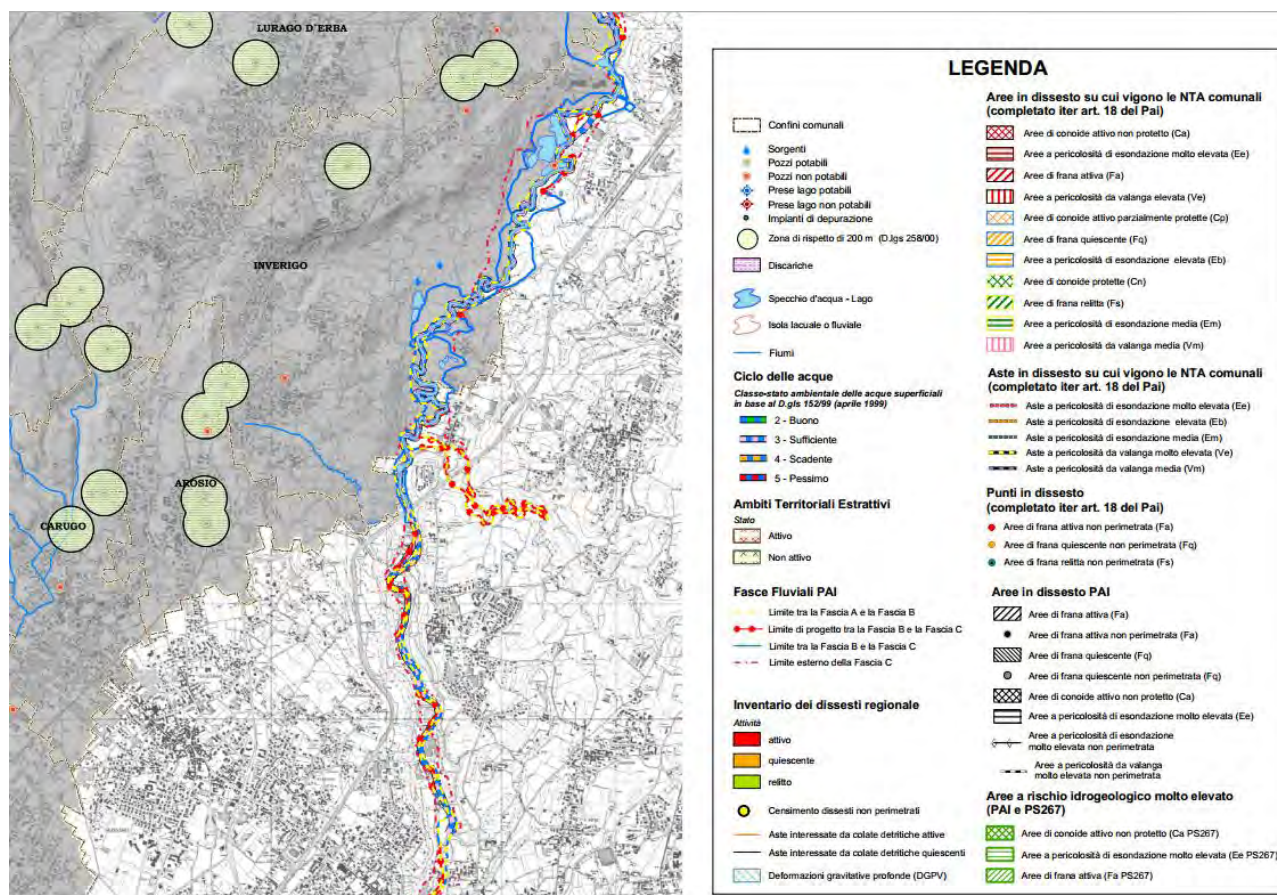 LURAGO D'ERBA
INVERIGO
AROSIO
CARUGO
LEGENDA
Confini comunali
Sorgenti
Pozzi potabili
Pozzi non potabili
Prese lago potabili
Prese lago non potabili
Impianti di depurazione
Zona di rispetto di 200 m (D.lgs 258/00)
Discariche
Specchio d'acqua - Lago
Isola lacuale o fluviale
Fiumi
Ciclo delle acque
Classe-stato ambientale delle acque superficiali
in base al D.gls 152/99 (aprile 1999)
2 - Buono
3 - Sufficiente
4 - Scadente
5 - Pessimo
Ambiti Territoriali Estrattivi
Stato
Attivo
Non attivo
Fasce Fluviali PAI
Limite tra la Fascia A e la Fascia B
Limite di progetto tra la Fascia B e la Fascia C
Limite tra la Fascia B e la Fascia C
Limite esterno della Fascia C
Inventario dei dissesti regionale
Attività
attivo
quiescente
relitto
Censimento dissesti non perimetrati
Aste interessate da colate detritiche attive
Aste interessate da colate detritiche quiescenti
Deformazioni gravitative profonde (DGPV)
Aree in dissesto su cui vigono le NTA comunali
(completato iter art. 18 del Pai)
Aree di conoide attivo non protetto (Ca)
Aree a pericolosità di esondazione molto elevata (Ee)
Aree di frana attiva (Fa)
Aree a pericolosità da valanga elevata (Ve)
Aree di conoide attivo parzialmente protette (Cp)
Aree di frana quiescente (Fq)
Aree a pericolosità di esondazione elevata (Eb)
Aree di conoide protette (Cn)
Aree di frana relitta (Fs)
Aree a pericolosità di esondazione media (Em)
Aree a pericolosità da valanga media (Vm)
Aste in dissesto su cui vigono le NTA comunali
(completato iter art. 18 del Pai)
Aste a pericolosità di esondazione molto elevata (Ee)
Aste a pericolosità di esondazione elevata (Eb)
Aste a pericolosità di esondazione media (Em)
Aste a pericolosità da valanga molto elevata (Ve)
Aste a pericolosità da valanga media (Vm)
Punti in dissesto
(completato iter art. 18 del Pai)
Aree di frana attiva non perimetrata (Fa)
Aree di frana quiescente non perimetrata (Fq)
Aree di frana relitta non perimetrata (Fs)
Aree in dissesto PAI
Aree di frana attiva (Fa)
Aree di frana attiva non perimetrata (Fa)
Aree di frana quiescente (Fq)
Aree di frana quiescente non perimetrata (Fq)
Aree di conoide attivo non protetto (Ca)
Aree a pericolosità di esondazione molto elevata (Ee)
Aree a pericolosità di esondazione
molto elevata non perimetrata
Aree a pericolosità da valanga
molto elevata non perimetrata
Aree a rischio idrogeologico molto elevato
(PAI e PS267)
Aree di conoide attivo non protetto (Ca PS267)
Aree a pericolosità di esondazione molto elevata (Ee PS267)
Aree di frana attiva (Fa PS267)